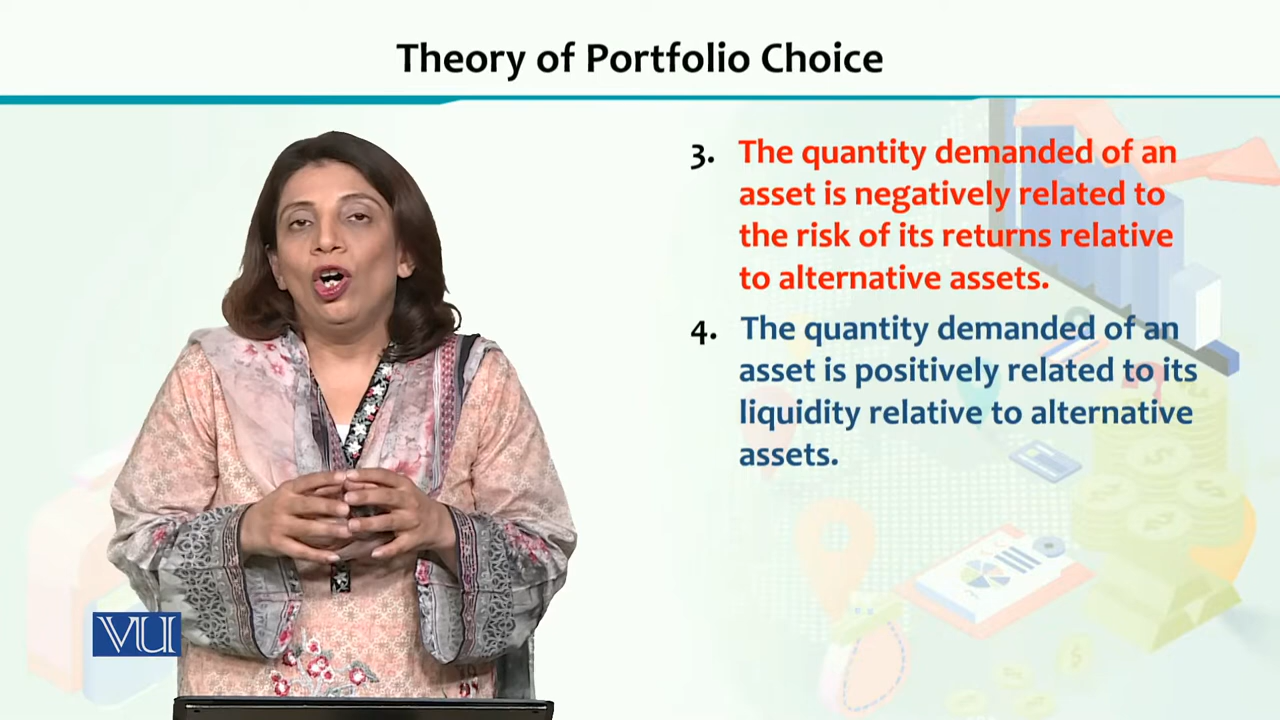 Theory of Portfolio Choice
3. The quantity demanded of an
asset is negatively related to
the risk of its returns relative
to alternative assets.
4. The quantity demanded of an
asset is positively related to its
liquidity relative to alternative
assets.
VU